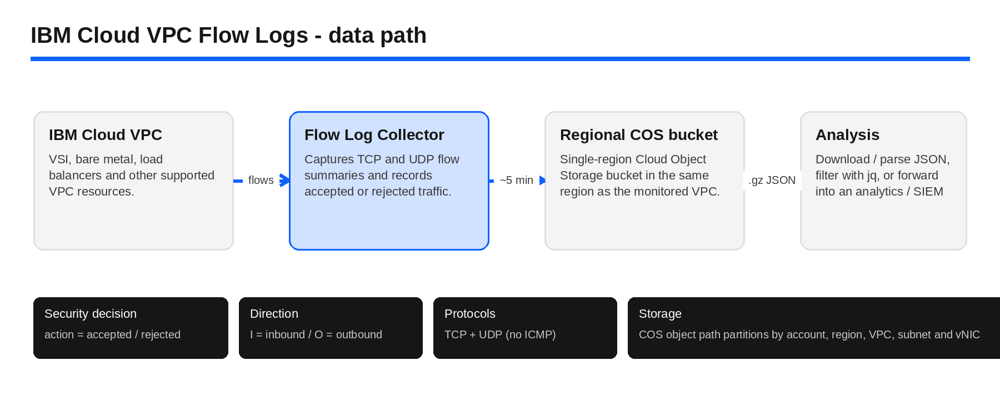 IBM Cloud VPC Flow Logs - data path
IBM Cloud VPC
VSI, bare metal, load
balancers and other supported
VPC resources.
flows
Flow Log Collector
Captures TCP and UDP flow
summaries and records
accepted or rejected traffic.
~5 min
Regional COS bucket
Single-region Cloud Object
Storage bucket in the same
region as the monitored VPC.
.gz JSON
Analysis
Download / parse JSON,
filter with jq, or forward
into an analytics / SIEM
Security decision
action = accepted / rejected
Direction
I = inbound / O = outbound
Protocols
TCP + UDP (no ICMP)
Storage
COS object path partitions by account, region, VPC, subnet and vNIC